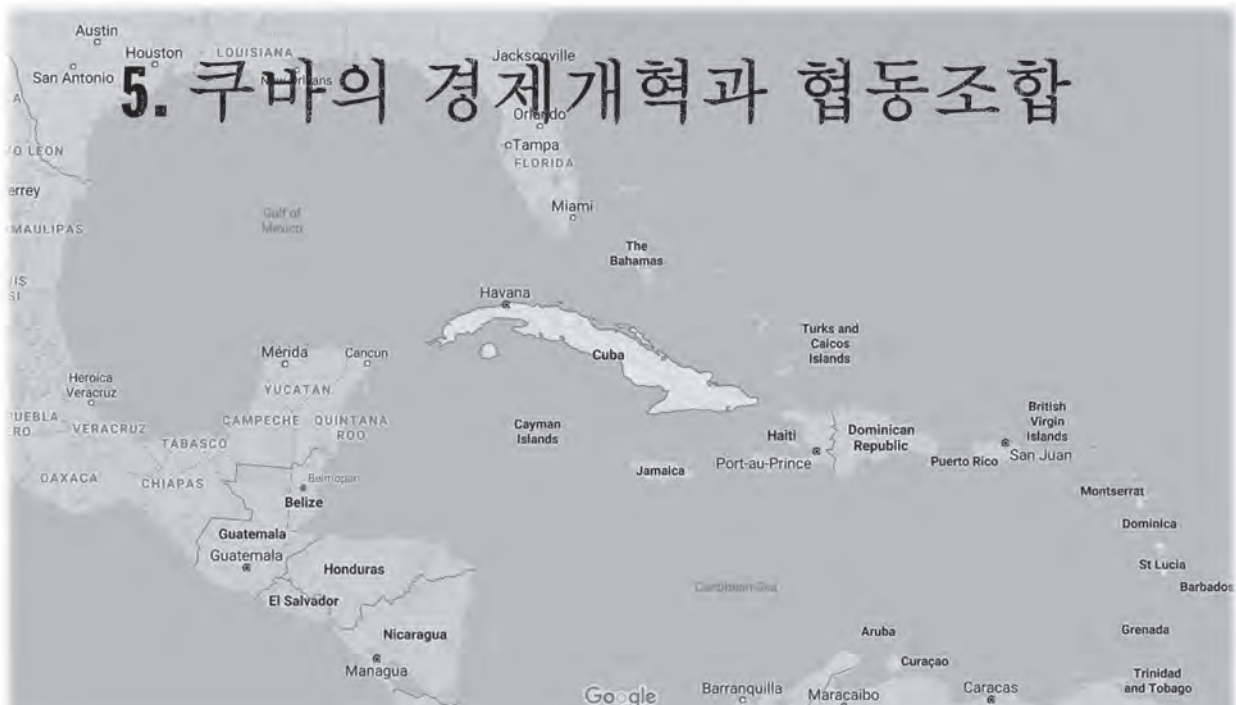 Austin
Houston
LOUISIANA
Jacksonville
San Antonio
5. 쿠바의 경제개혁과 협동조합
Orlando
Tampa
FLORIDA
errey
Miami
Gulf of
Mexico
MAULIPAS
The
Bahamas
Havana
Turks and
Caicos
Islands
Cuba
Mérida
Cancún
Heroica
Veracruz
YUCATAN
PUEBLA
VERACRUZ
CAMPECHE
QUINTANA
ROO
TABASCO
Cayman
Islands
British
Virgin
Islands
Haiti
Dominican
Republic
Port-au-Prince
Puerto Rico
San Juan
OAXACA
CHIAPAS
Jamaica
Belmopan
Belize
Montserrat
Dominica
Guatemala
Guatemala
Honduras
St Lucia
Caribbean Sea
Barbados
El Salvador
Nicaragua
Aruba
Grenada
Managua
Curaçao
Trinidad
and Tobago
Google
Barranquilla
Maracaibo
Caracas